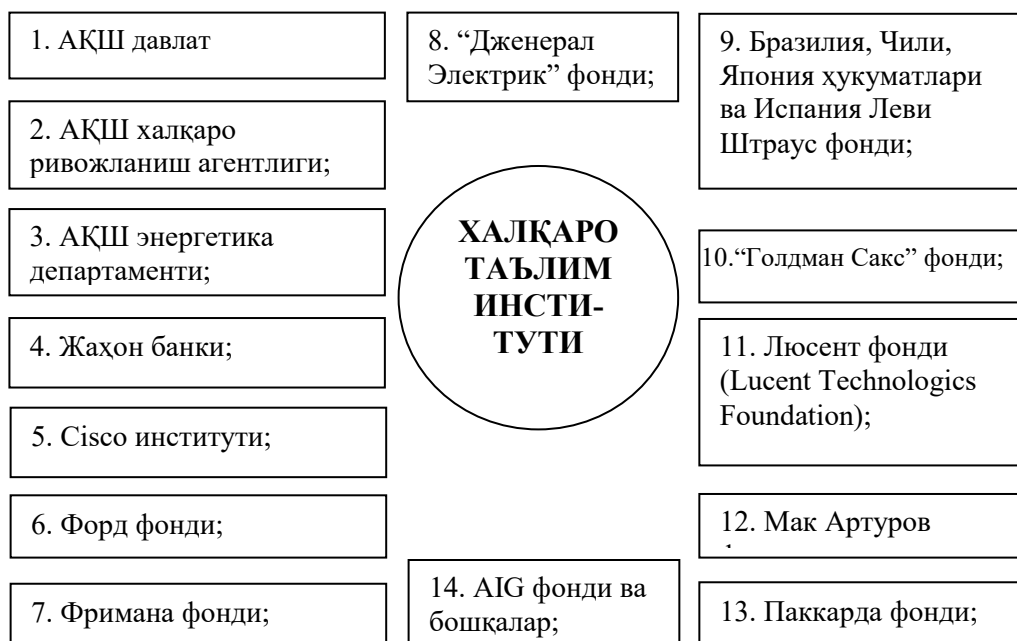 1. АҚШ давлат
2. АҚШ халқаро
ривожланиш агентлиги;
3. АҚШ энергетика
департаменти;
4. Жаҳон банки;
5. Cisco институти;
6. Форд фонди;
7. Фримана фонди;
8. “Дженерал
Электрик” фонди;
ХАЛҚАРО
ТАЪЛИМ
ИНСТИ-
ТУТИ
14. AIG фонди ва
бошқалар;
9. Бразилия, Чили,
Япония ҳукуматлари
ва Испания Леви
Штраус фонди;
10.“Голдман Сакс” фонди;
11. Люсент фонди
(Lucent Technologics
Foundation);
12. Мак Артуров
13. Паккарда фонди;